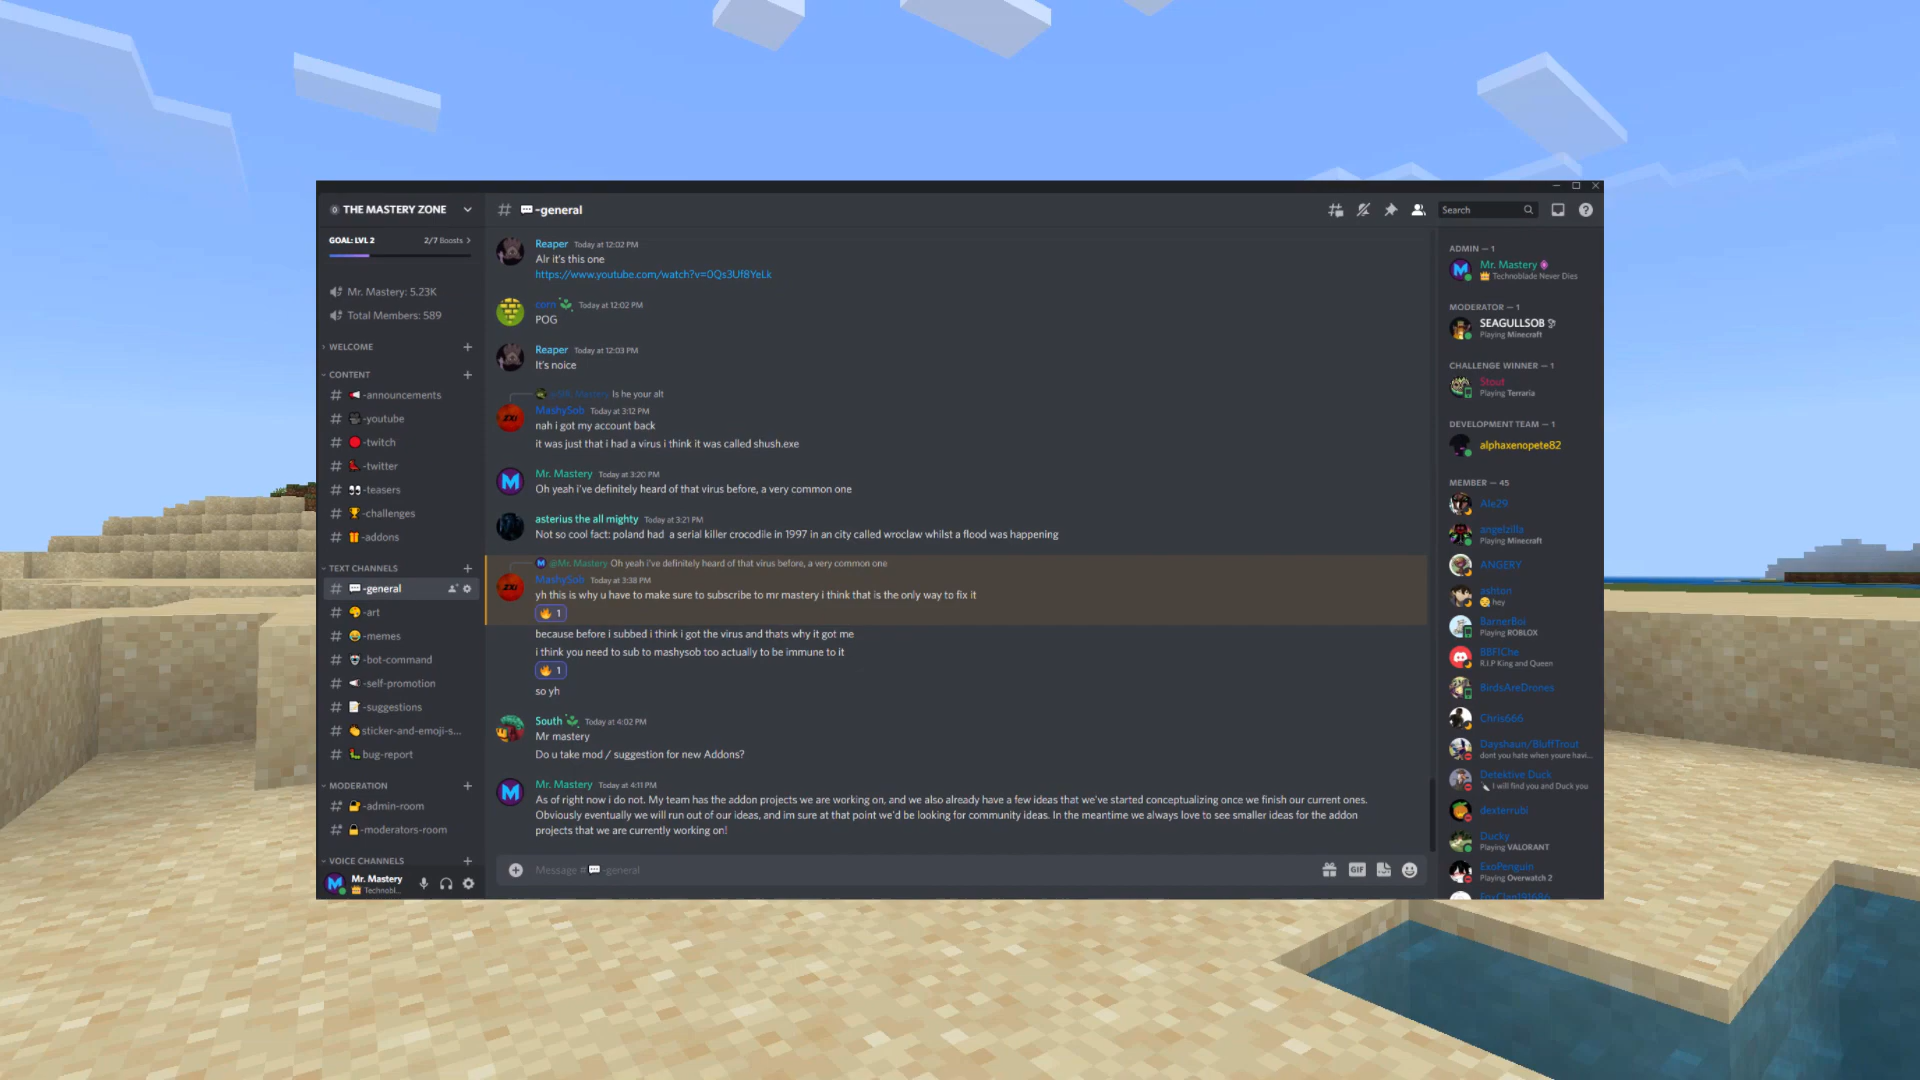 THE MASTERY ZONE
GOAL: LVL 2 2/7 Boosts
Mr. Mastery: 5.23K
Total Members: 589
WELCOME
CONTENT
-announcements
-youtube
-twitch
-twitter
-teasers
-challenges
-addons
TEXT CHANNELS
-general
-art
-memes
-bot-command
-self-promotion
-suggestions
sticker-and-emoji-s...
bug-report
MODERATION
-admin-room
-moderators-room
VOICE CHANNELS
Mr. Mastery
Technobl...
-general
Search
Reaper Today at 12:02 PM
Alr it's this one
https://www.youtube.com/watch?v=0Qs3Uf8YeLk
corn Today at 12:02 PM
POG
Reaper Today at 12:03 PM
It's noice
Is he your alt
MashySob Today at 3:12 PM
nah i got my account back
it was just that i had a virus i think it was called shush.exe
Mr. Mastery Today at 3:20 PM
Oh yeah i've definitely heard of that virus before, a very common one
asterius the all mighty Today at 3:21 PM
Not so cool fact: poland had a serial killer crocodile in 1997 in an city called wroclaw whilst a flood was happening
@Mr. Mastery Oh yeah i've definitely heard of that virus before, a very common one
MashySob Today at 3:38 PM
yh this is why u have to make sure to subscribe to mr mastery i think that is the only way to fix it
1
because before i subbed i think i got the virus and thats why it got me
i think you need to sub to mashysob too actually to be immune to it
1
so yh
South Today at 4:02 PM
Mr mastery
Do u take mod / suggestion for new Addons?
Mr. Mastery Today at 4:11 PM
As of right now i do not. My team has the addon projects we are working on, and we also already have a few ideas that we've started conceptualizing once we finish our current ones.
Obviously eventually we will run out of our ideas, and im sure at that point we'd be looking for community ideas. In the meantime we always love to see smaller ideas for the addon
projects that we are currently working on!
Message # -general
GIF
ADMIN — 1
Mr. Mastery
Technoblade Never Dies
MODERATOR — 1
SEAGULLSOB
Playing Minecraft
CHALLENGE WINNER — 1
Stout
Playing Terraria
DEVELOPMENT TEAM — 1
alphaxenopete82
MEMBER — 45
Ale29
angelzilla
Playing Minecraft
ANGERY
ashton
hey
BarnerBoi
Playing ROBLOX
BBFIChe
R.I.P King and Queen
BirdsAreDrones
Chris666
Dayshaun/BluffTrout
dont you hate when youre havi...
Detektive Duck
I will find you and Duck you
dexterrubi
Ducky
Playing VALORANT
ExoPenguin
Playing Overwatch 2